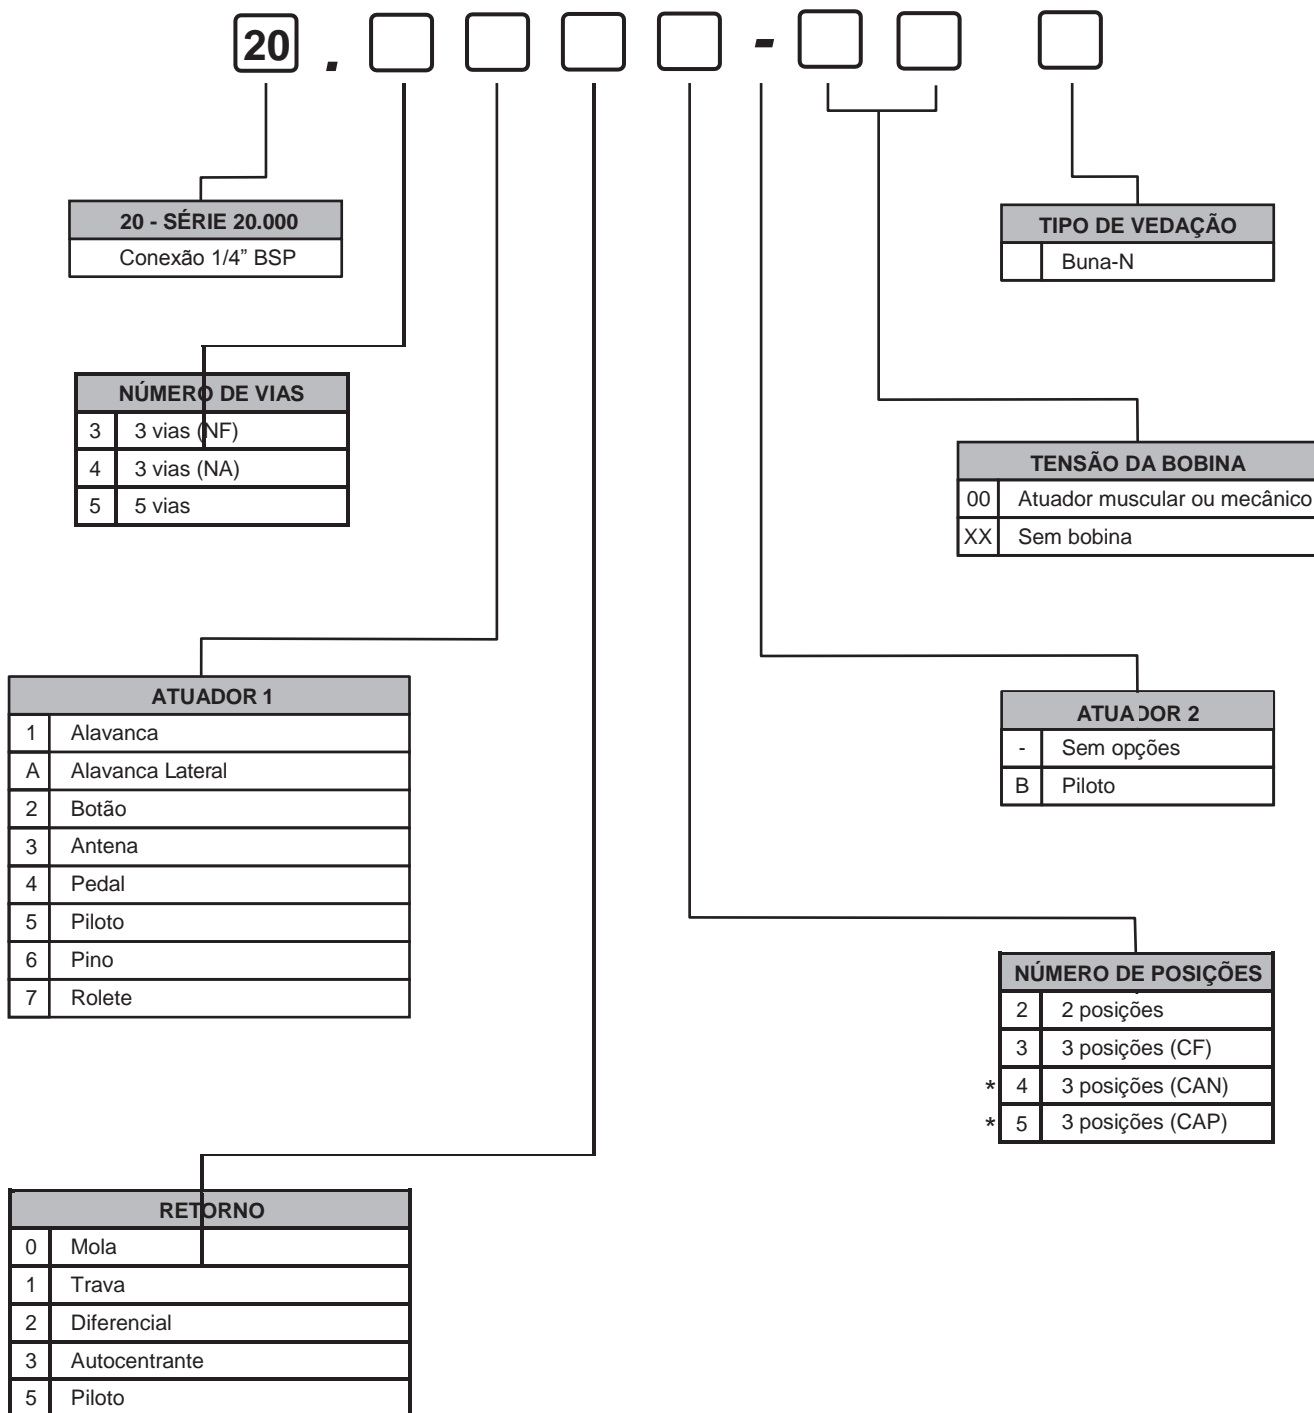 20 . -
20 - SÉRIE 20.000
Conexão 1/4” BSP
NÚMERO DE VIAS
3 3 vias (NF)
4 3 vias (NA)
5 5 vias
ATUADOR 1
1 Alavanca
A Alavanca Lateral
2 Botão
3 Antena
4 Pedal
5 Piloto
6 Pino
7 Rolete
RETORNO
0 Mola
1 Trava
2 Diferencial
3 Autocentrante
5 Piloto
TIPO DE VEDAÇÃO
Buna-N
TENSÃO DA BOBINA
00 Atuador muscular ou mecânico
XX Sem bobina
ATUADOR 2
- Sem opções
B Piloto
NÚMERO DE POSIÇÕES
2 2 posições
3 3 posições (CF)
* 4 3 posições (CAN)
* 5 3 posições (CAP)